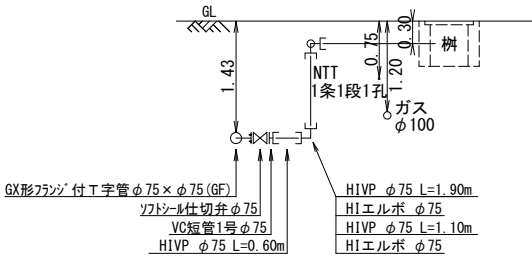 GL
1.43
0.75
0.30
1.20
桝
NTT
1条1段1孔
ガス
φ100
GX形フランジ付T字管φ75×φ75(GF)
ソフトシール仕切弁φ75
VC短管1号φ75
HIVP φ75 L=0.60m
HIVP φ75 L=1.90m
HIエルボ φ75
HIVP φ75 L=1.10m
HIエルボ φ75